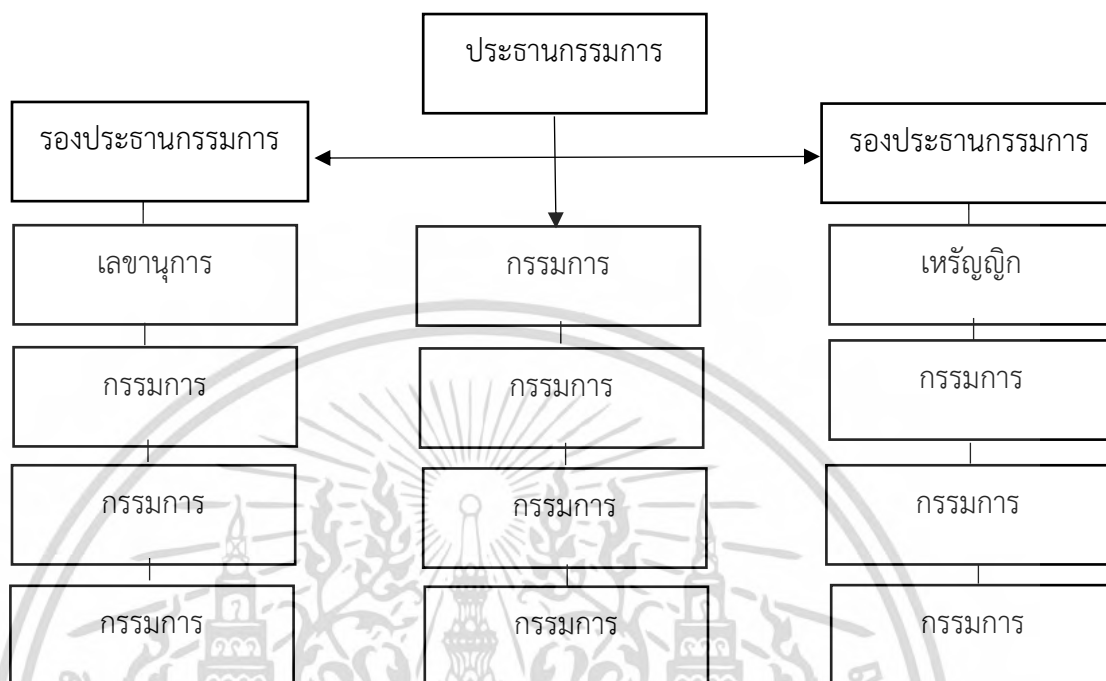 ประธานกรรมการ
รองประธานกรรมการ
รองประธานกรรมการ
เลขานุการ
กรรมการ
เหรัญญิก
กรรมการ
กรรมการ
กรรมการ
กรรมการ
กรรมการ
กรรมการ
กรรมการ
กรรมการ
กรรมการ